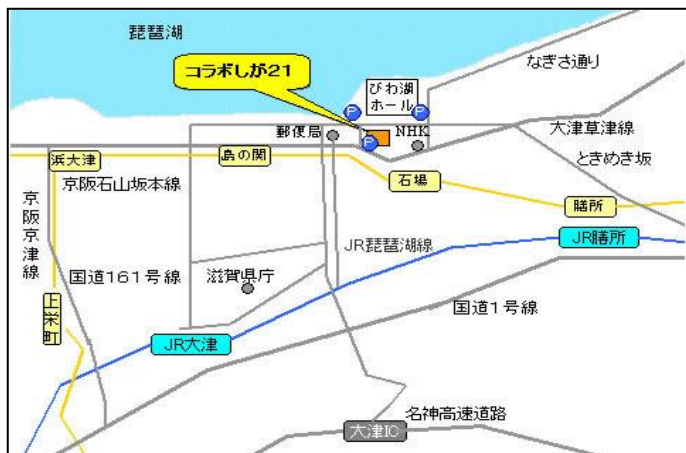 琵琶湖
なぎさ通り
コラボしが21
びわ湖
ホール
P
P
郵便局
P
NHK
大津草津線
浜大津
島の関
ときめき坂
京阪石山坂本線
石場
京阪京津線
膳所
JR琵琶湖線
JR膳所
国道161号線
滋賀県庁
上栄町
国道1号線
JR大津
名神高速道路
大津IC